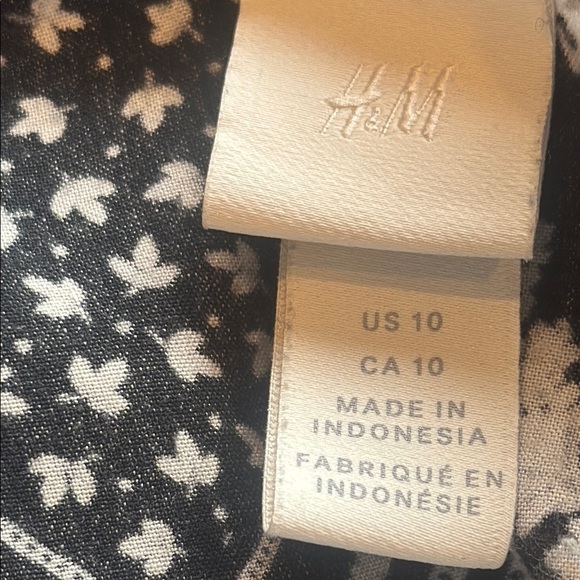 H&M
US 10
CA 10
MADE IN
INDONESIA
FABRIQUÉ EN
INDONÉSIE